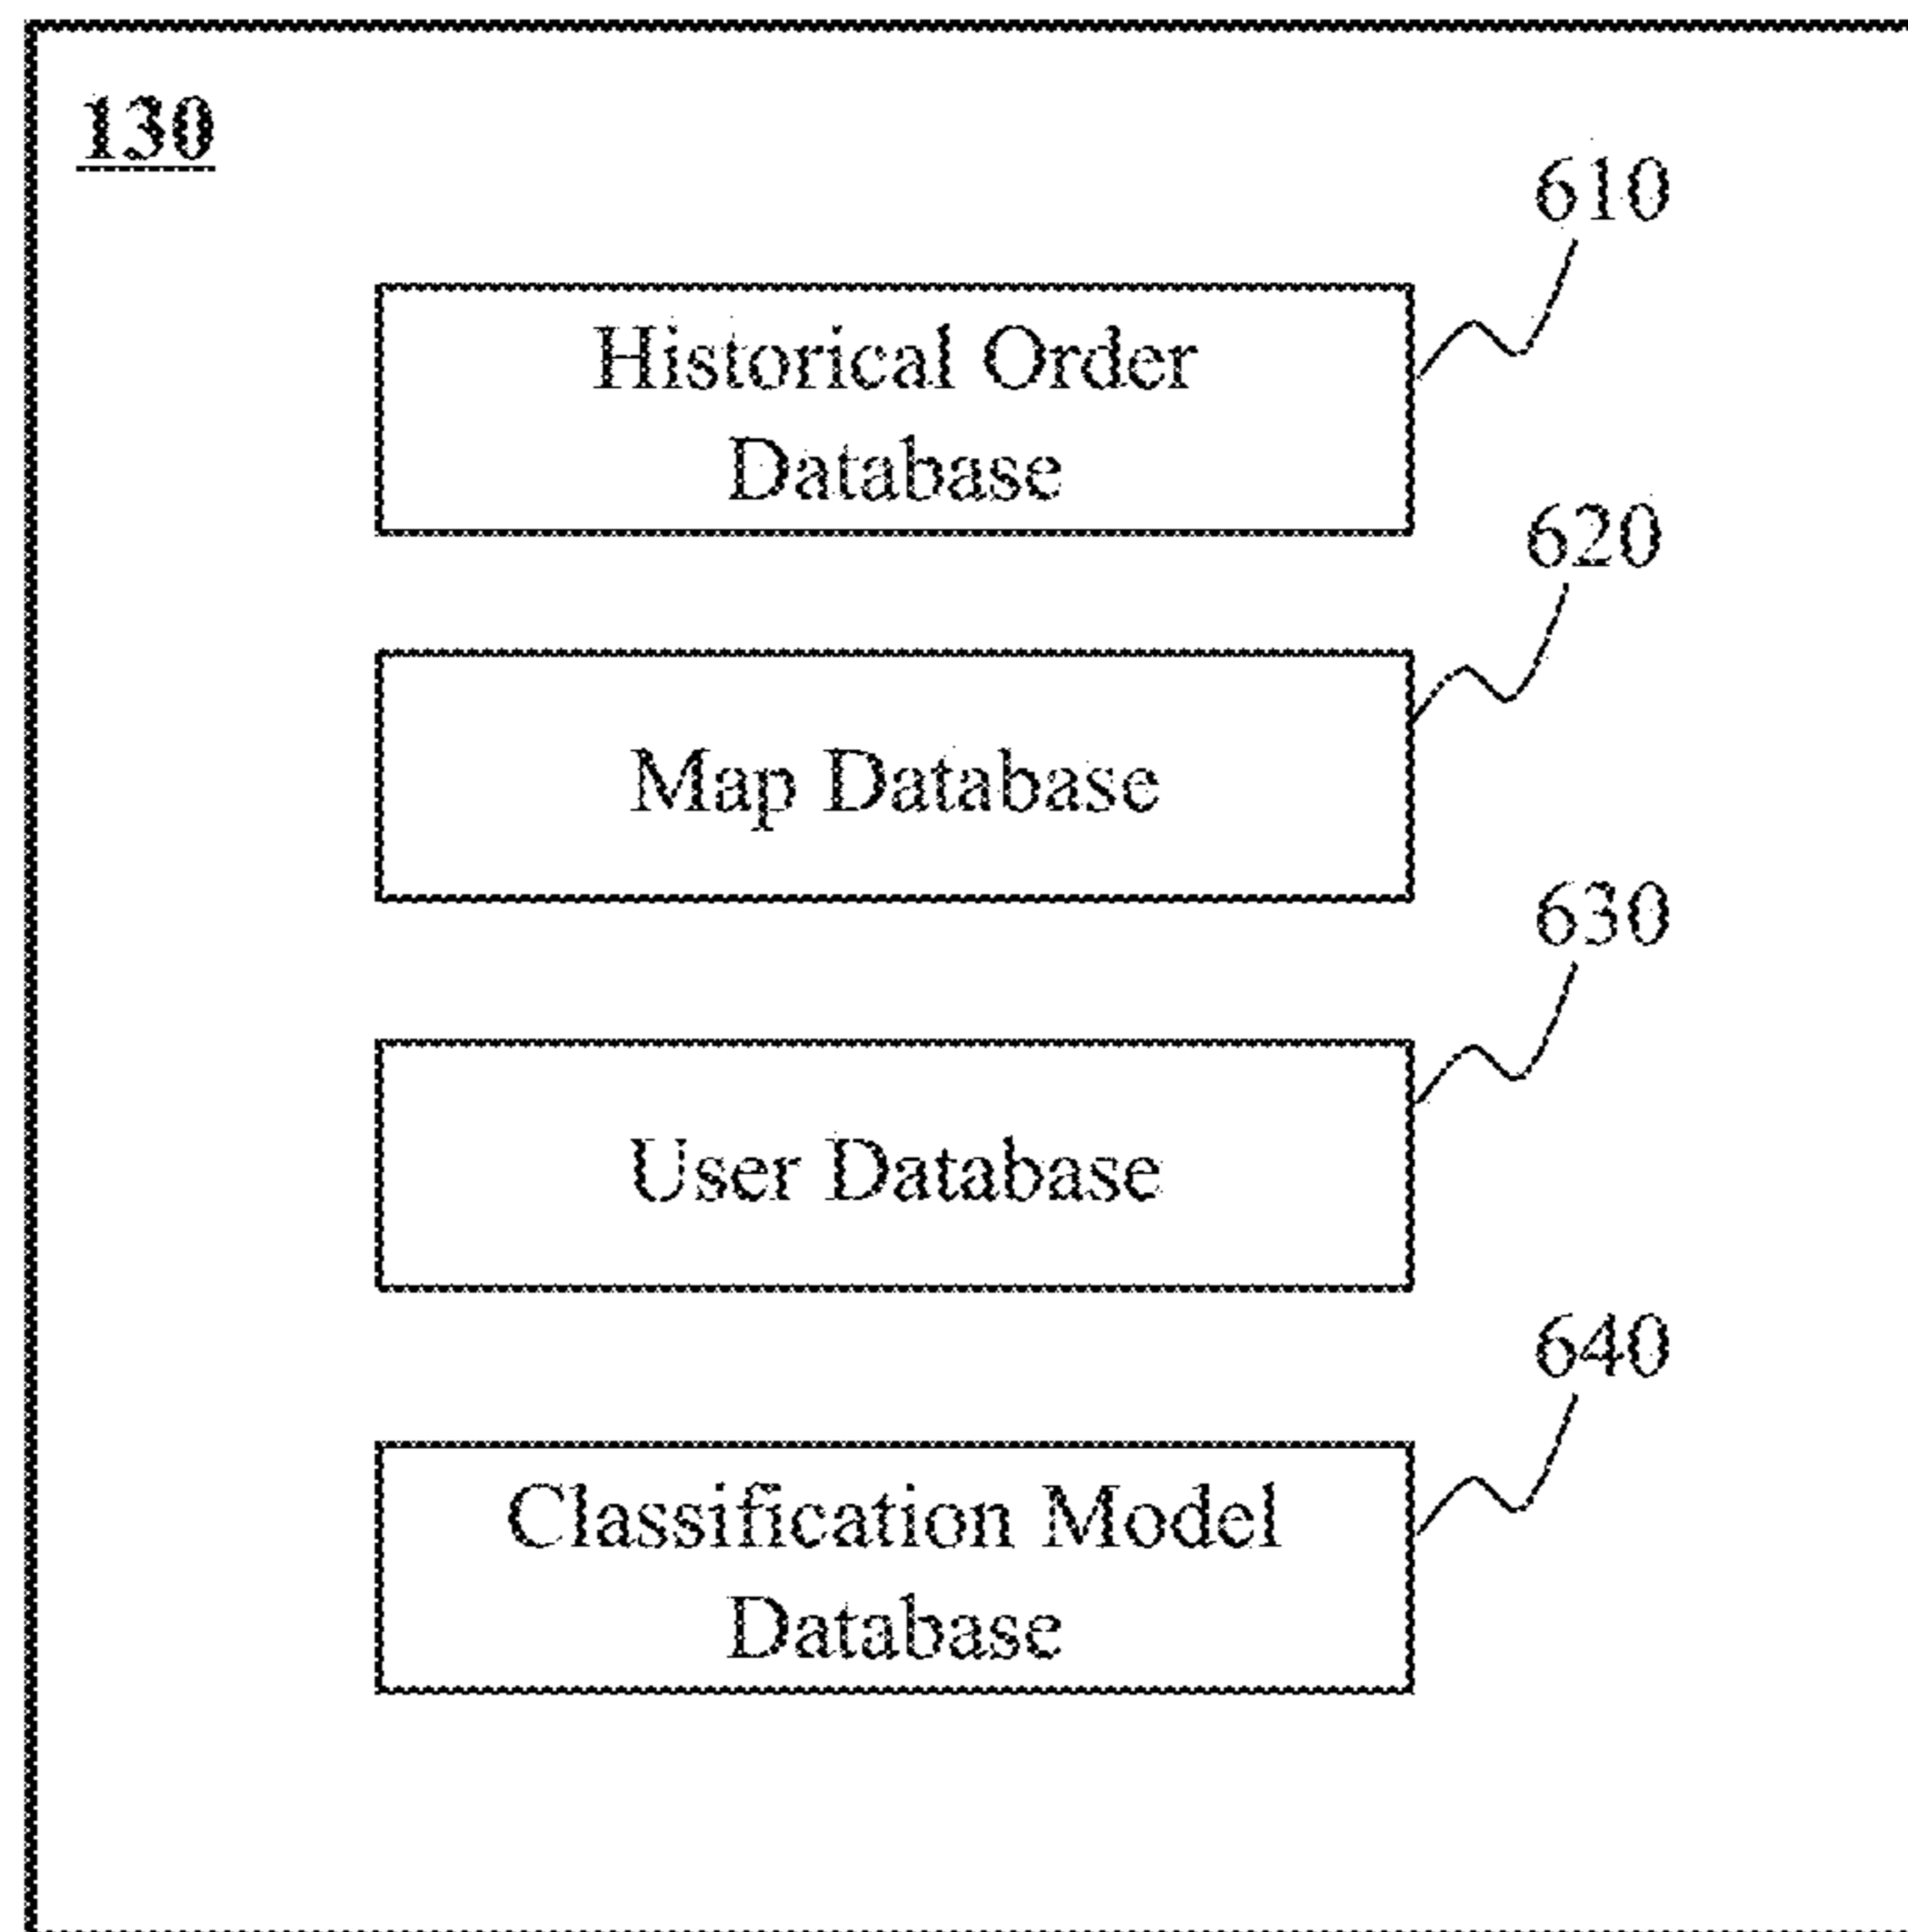 130
610
Historical Order
Database
620
Map Database
630
User Database
640
Classification Model
Database